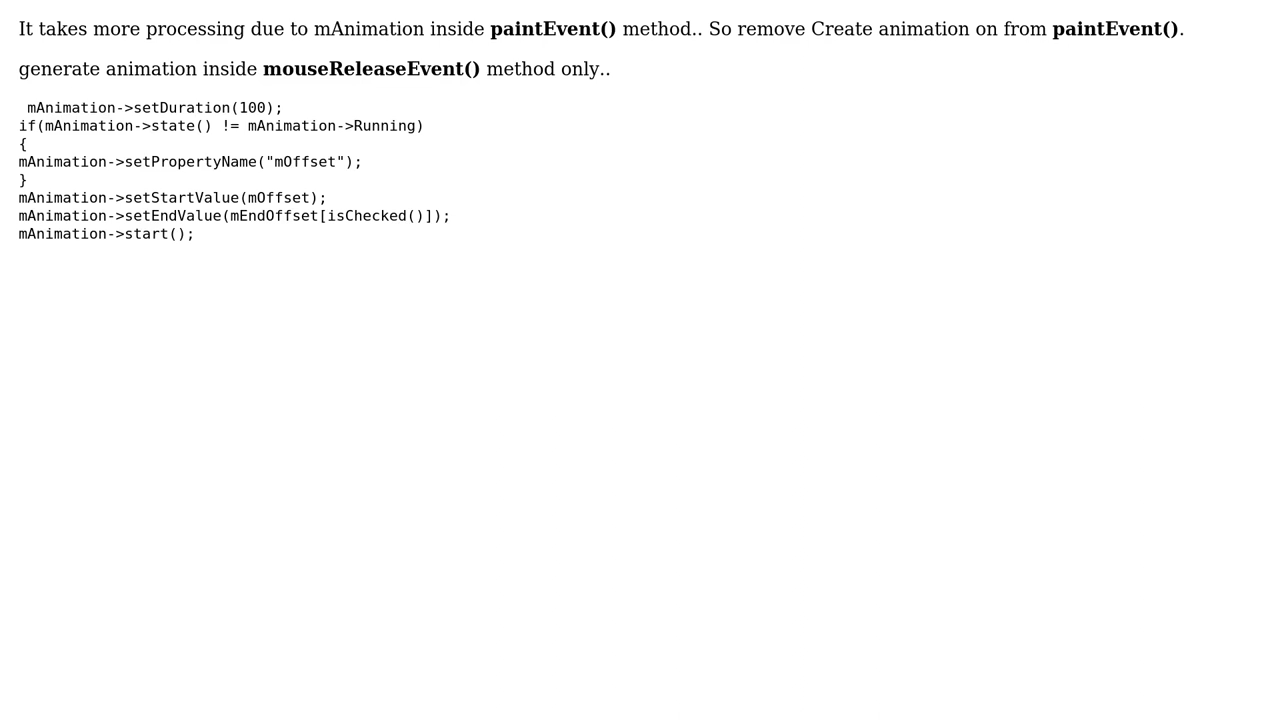 It takes more processing due to mAnimation inside paintEvent() method.. So remove Create animation on from paintEvent().
generate animation inside mouseReleaseEvent() method only..
 mAnimation->setDuration(100);
if(mAnimation->state() != mAnimation->Running)
{
mAnimation->setPropertyName("mOffset");
}
mAnimation->setStartValue(mOffset);
mAnimation->setEndValue(mEndOffset[isChecked()]);
mAnimation->start();